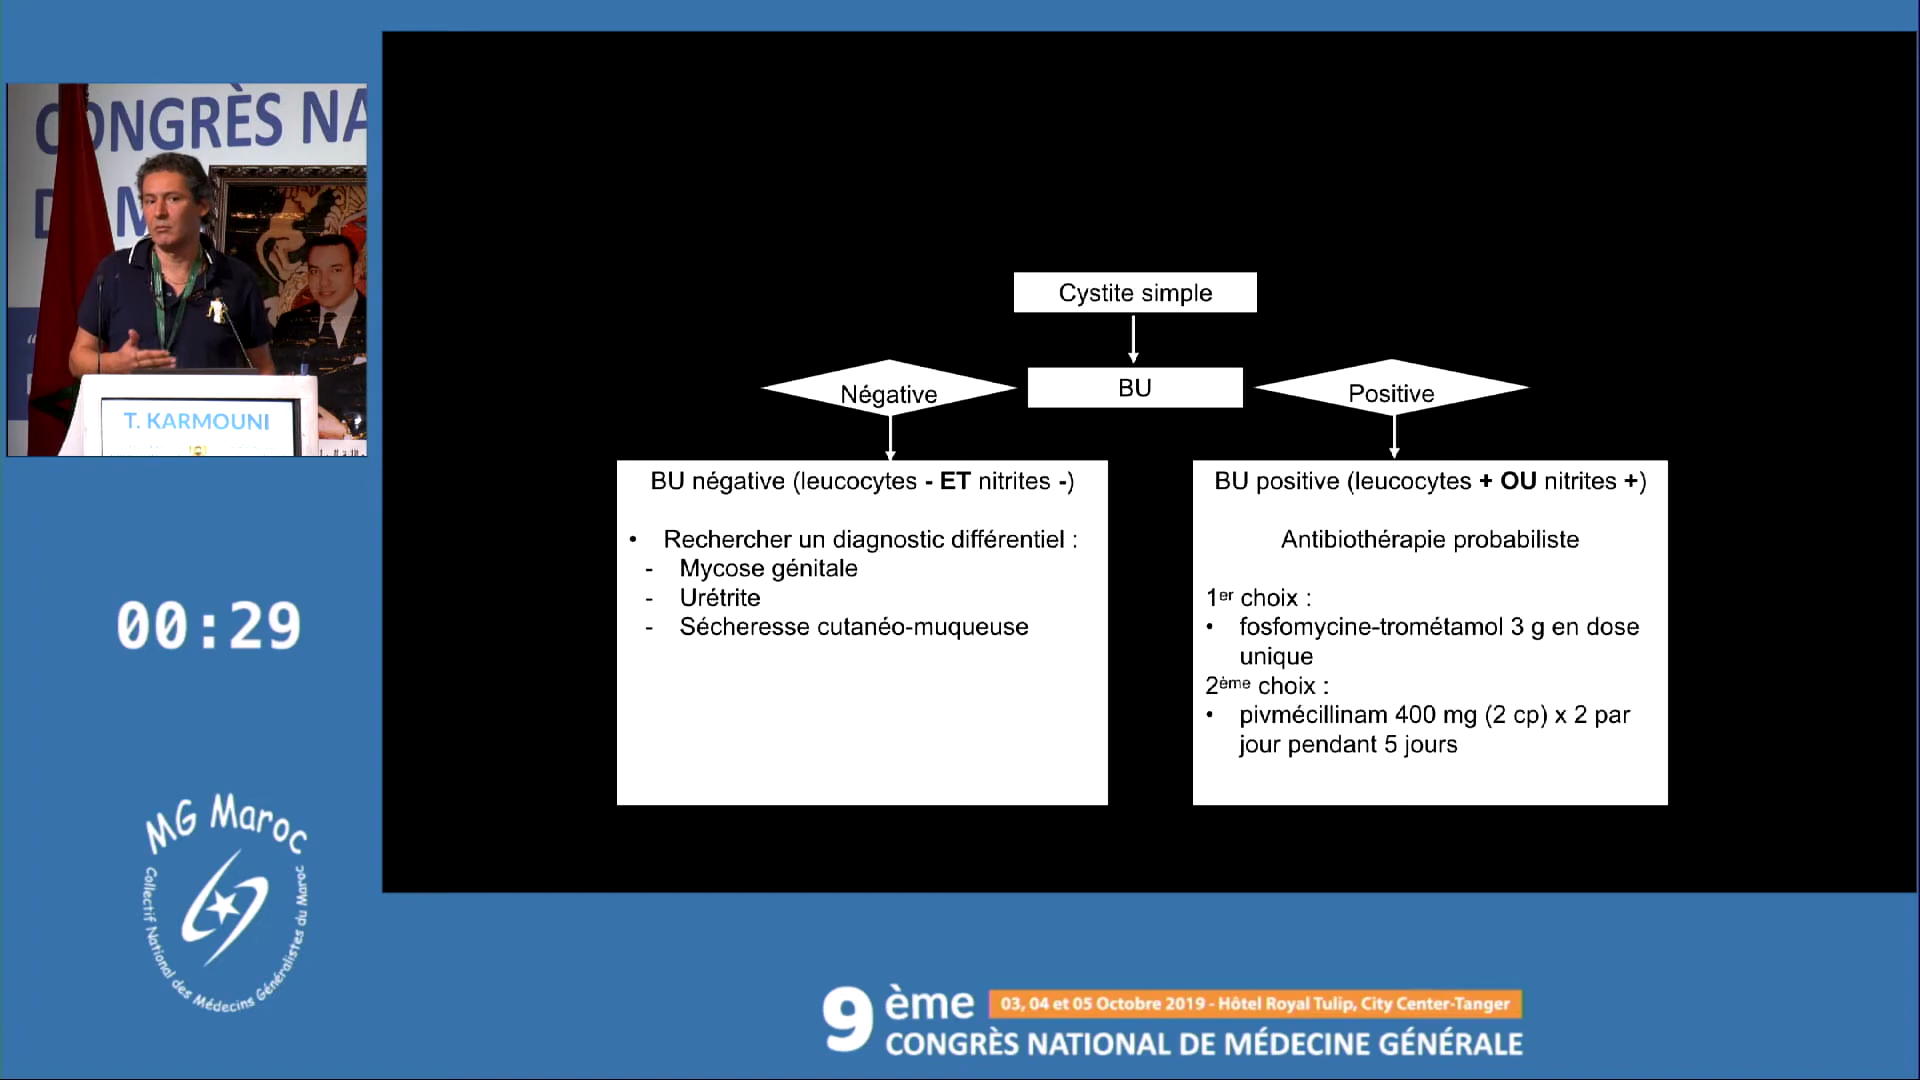 CONGRÈS NA
T. KARMOUNI
Cystite simple
Négative
BU
Positive
BU négative (leucocytes - ET nitrites -)
• Rechercher un diagnostic différentiel :
- Mycose génitale
- Urétrite
- Sécheresse cutanéo-muqueuse
BU positive (leucocytes + OU nitrites +)
Antibiothérapie probabiliste
1er choix :
• fosfomycine-trométamol 3 g en dose
unique
2ème choix :
• pivmécillinam 400 mg (2 cp) x 2 par
jour pendant 5 jours
00:29
MG Maroc
Collectif National des Médecins Généralistes du Maroc
9ème
03, 04 et 05 Octobre 2019 - Hôtel Royal Tulip, City Center-Tanger
CONGRÈS NATIONAL DE MÉDECINE GÉNÉRALE